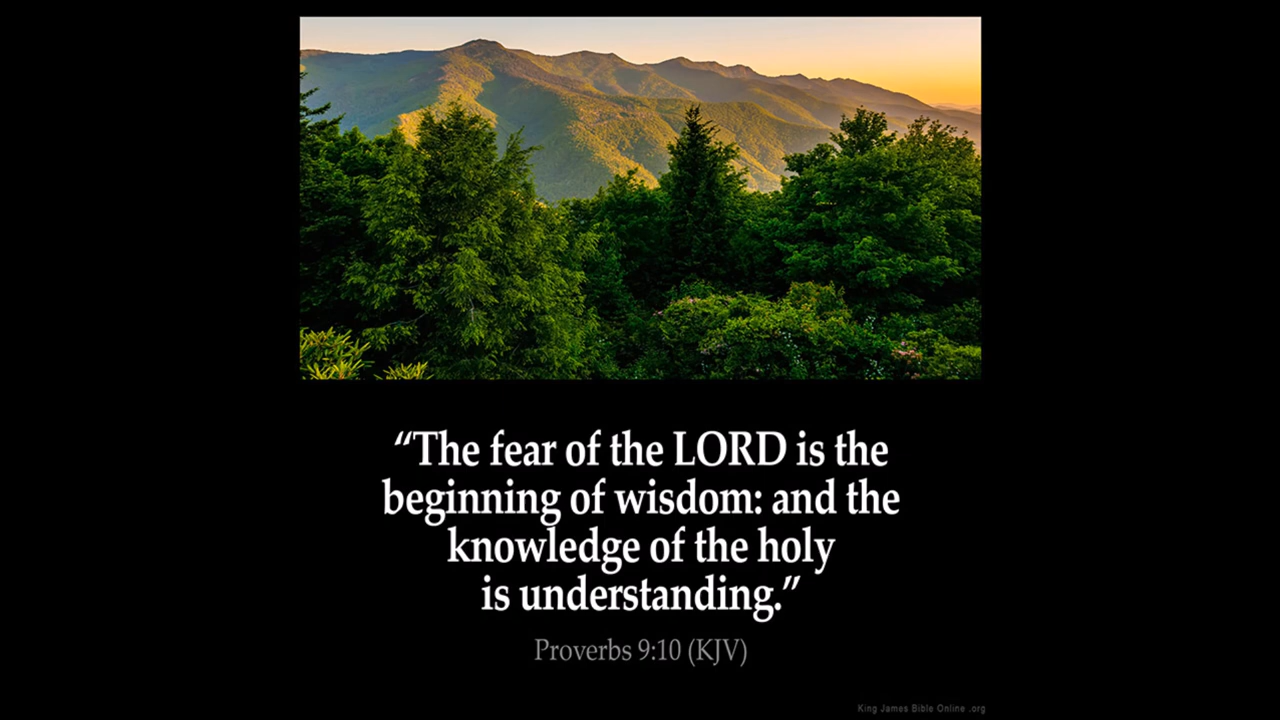 “The fear of the LORD is the
beginning of wisdom: and the
knowledge of the holy
is understanding.”
Proverbs 9:10 (KJV)
King James Bible Online .org